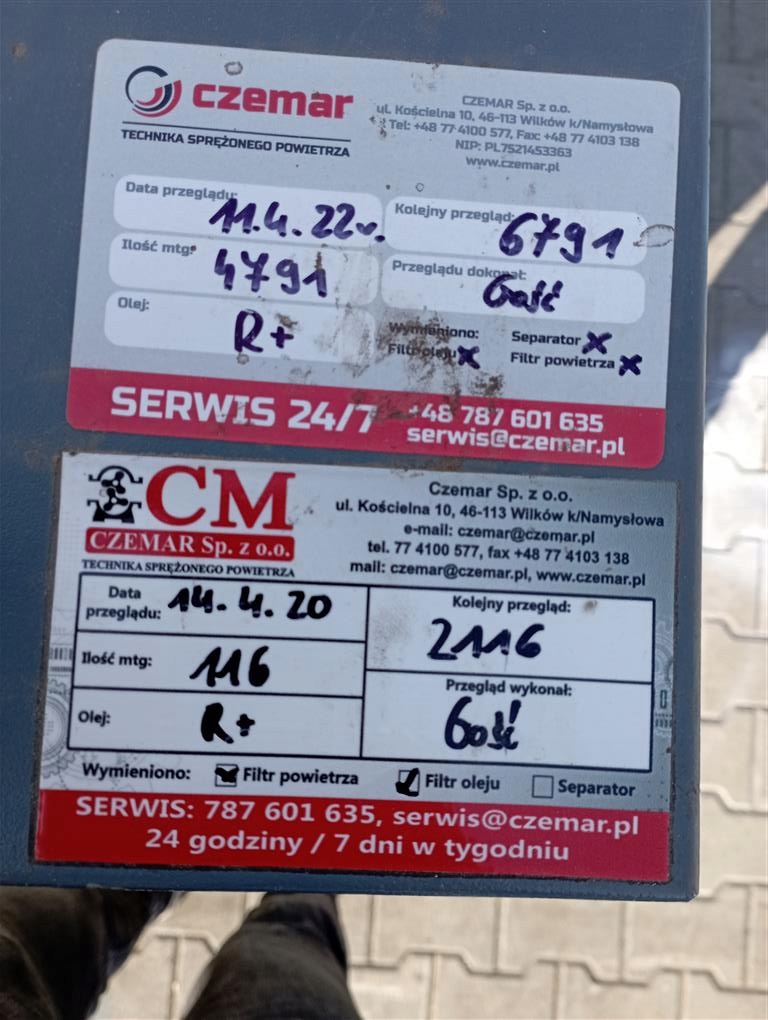 czemar
TECHNIKA SPRĘŻONEGO POWIETRZA
CZEMAR Sp. z o.o.
ul. Kościelna 10, 46-113 Wilków k/Namysłowa
Tel: +48 77 4100 577, Fax: +48 77 4103 138
NIP: PL7521453363
www.czemar.pl
Data przeglądu: 11.4.22r.
Kolejny przegląd: 6791
Ilość mtg: 4791
Przeglądu dokonał: Gość
Olej: R+
Wymieniono: Separator x
Filtr oleju x Filtr powietrza x
SERWIS 24/7
+48 787 601 635
serwis@czemar.pl
CM
CZEMAR Sp. z o.o.
TECHNIKA SPRĘŻONEGO POWIETRZA
Czemar Sp. z o.o.
ul. Kościelna 10, 46-113 Wilków k/Namysłowa
e-mail: czemar@czemar.pl
tel. 77 4100 577, fax +48 77 4103 138
mail: czemar@czemar.pl, www.czemar.pl
Data
przeglądu: 14.4.20
Kolejny przegląd:
2116
Ilość mtg: 116
Przegląd wykonał:
Gość
Olej: R+
Wymieniono: Filtr powietrza Filtr oleju Separator
SERWIS: 787 601 635, serwis@czemar.pl
24 godziny / 7 dni w tygodniu